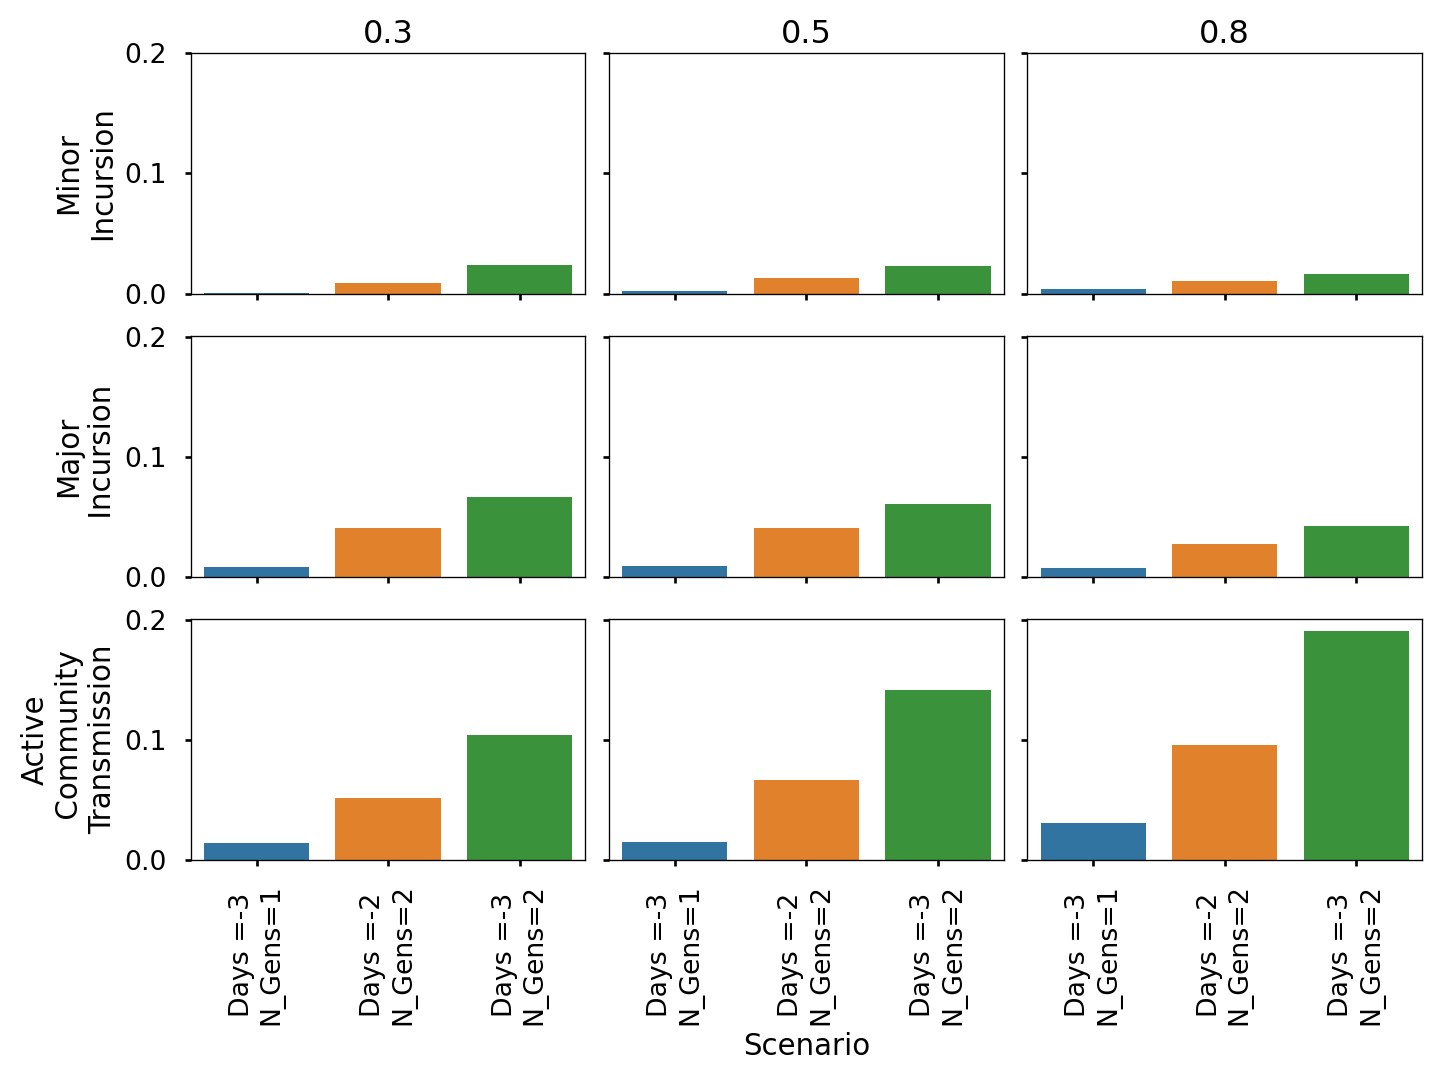 0.3
0.5
0.8
Minor
Incursion
0.2
0.1
0.0
Major
Incursion
0.2
0.1
0.0
Active
Community
Transmission
0.2
0.1
0.0
Days =-3
N_Gens=1
Days =-2
N_Gens=2
Days =-3
N_Gens=2
Days =-3
N_Gens=1
Days =-2
N_Gens=2
Days =-3
N_Gens=2
Days =-3
N_Gens=1
Days =-2
N_Gens=2
Days =-3
N_Gens=2
Scenario